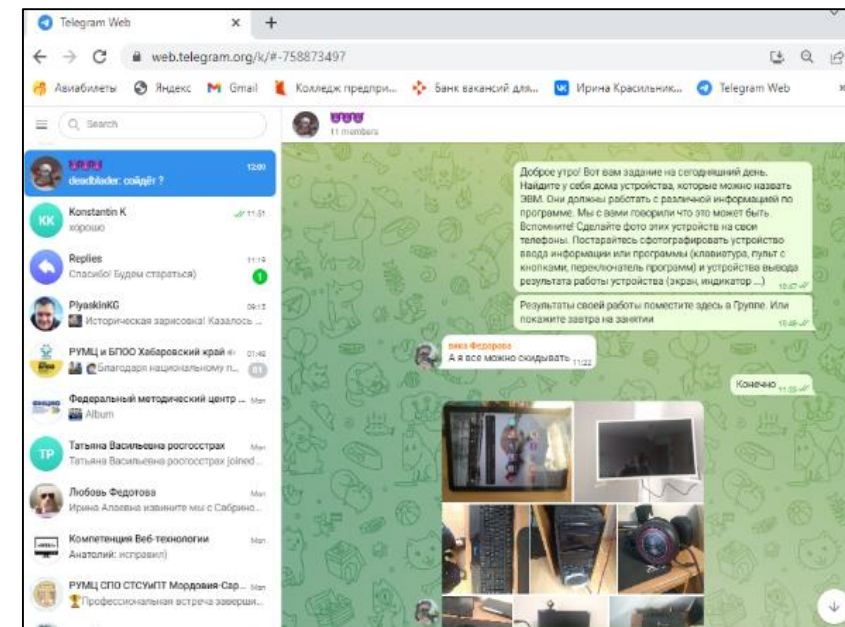 Telegram Web
web.telegram.org/k/#-758873497
Авиабилеты
Яндекс
Gmail
Колледж предпри...
Банк вакансий для...
Ирина Красильник...
Telegram Web
Search
11 members
12:00
deadblader: сойдёт ?
KK
Konstantin K
11:51
хорошо
Replies
11:19
Спасибо! Будем стараться)
1
PlyaskinKG
09:15
Историческая зарисовка! Казалось ...
РУМЦ и БПОО Хабаровский край
01:46
Благодаря национальному п...
81
Федеральный методический центр ...
Mon
Album
ТР
Татьяна Васильевна росгосстрах
Mon
Татьяна Васильевна росгосстрах joined...
Любовь Федотова
Mon
Ирина Алаевна извините мы с Сабрино...
Компетенция Веб-технологии
Mon
Анатолий: исправил)
РУМЦ СПО СТСУиПТ Мордовия-Сар...
Mon
Профессиональная встреча заверши...
Доброе утро! Вот вам задание на сегодняшний день.
Найдите у себя дома устройства, которые можно назвать
ЭВМ. Они должны работать с различной информацией по
программе. Мы с вами говорили что это может быть.
Вспомните! Сделайте фото этих устройств на свои
телефоны. Постарайтесь сфотографировать устройство
ввода информации или программы (клавиатура, пульт с
кнопками, переключатель программ) и устройства вывода
результата работы устройства (экран, индикатор ...)
10:47
Результаты своей работы поместите здесь в Группе. Или
покажите завтра на занятии
10:48
вика Федорова
А я все можно скидывать
11:22
Конечно